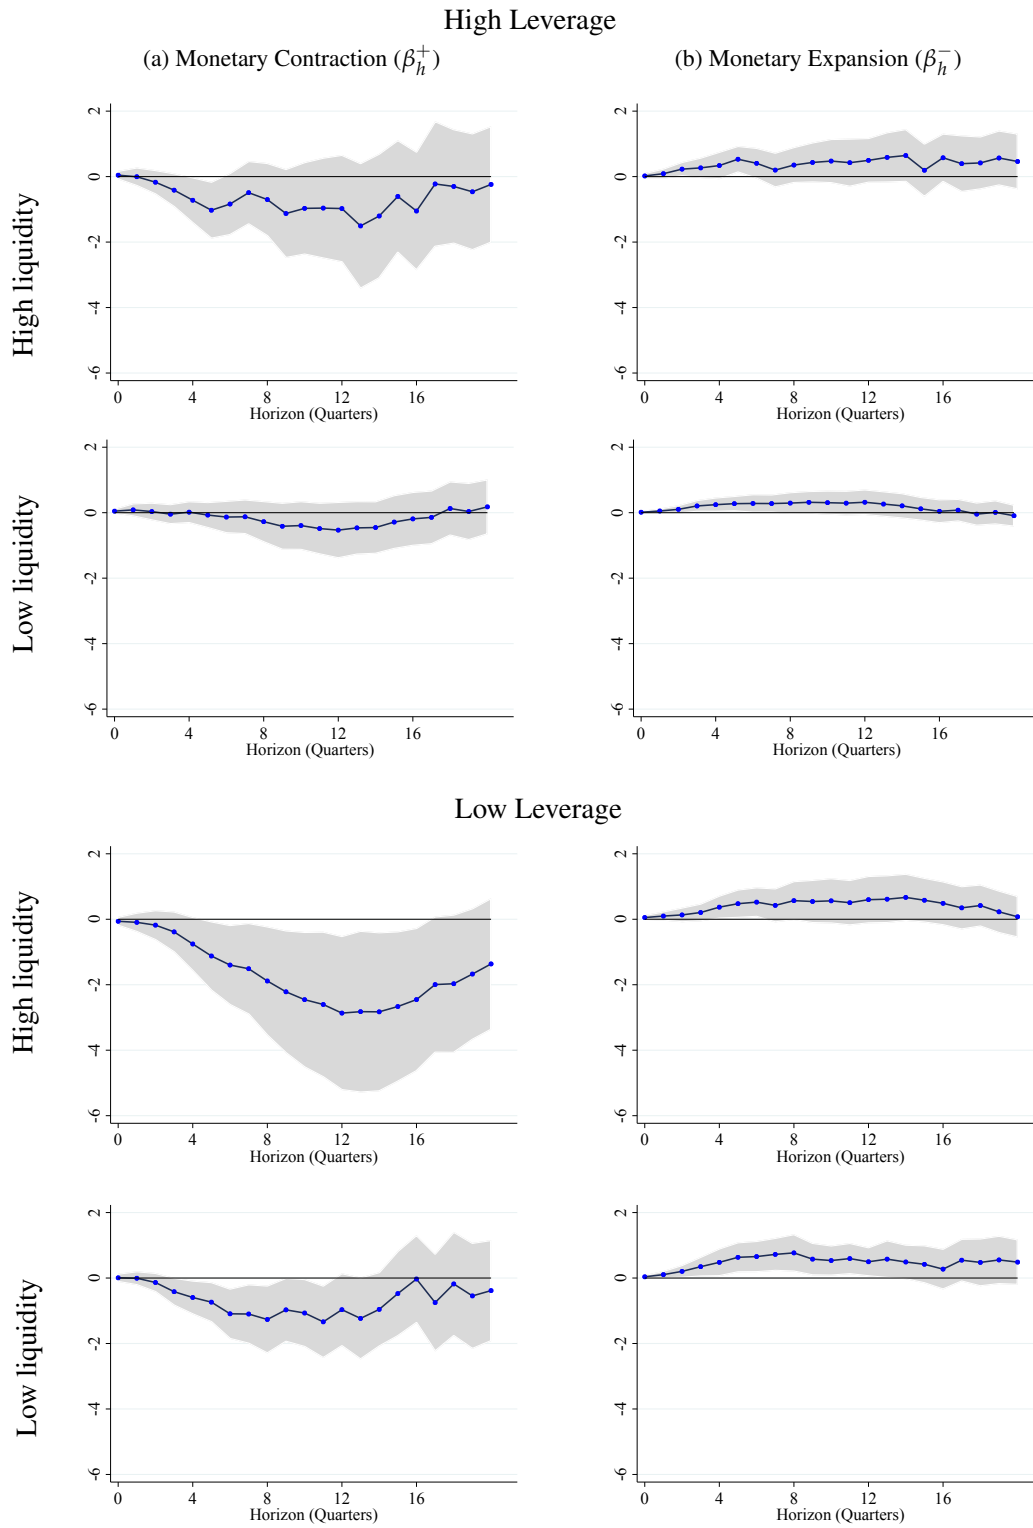 High Leverage
(a) Monetary Contraction (β_h^+)
(b) Monetary Expansion (β_h^-)
High liquidity
2
0
-2
-4
-6
0 4 8 12 16
Horizon (Quarters)
2
0
-2
-4
-6
0 4 8 12 16
Horizon (Quarters)
Low liquidity
2
0
-2
-4
-6
0 4 8 12 16
Horizon (Quarters)
2
0
-2
-4
-6
0 4 8 12 16
Horizon (Quarters)
Low Leverage
High liquidity
2
0
-2
-4
-6
0 4 8 12 16
Horizon (Quarters)
2
0
-2
-4
-6
0 4 8 12 16
Horizon (Quarters)
Low liquidity
2
0
-2
-4
-6
0 4 8 12 16
Horizon (Quarters)
2
0
-2
-4
-6
0 4 8 12 16
Horizon (Quarters)